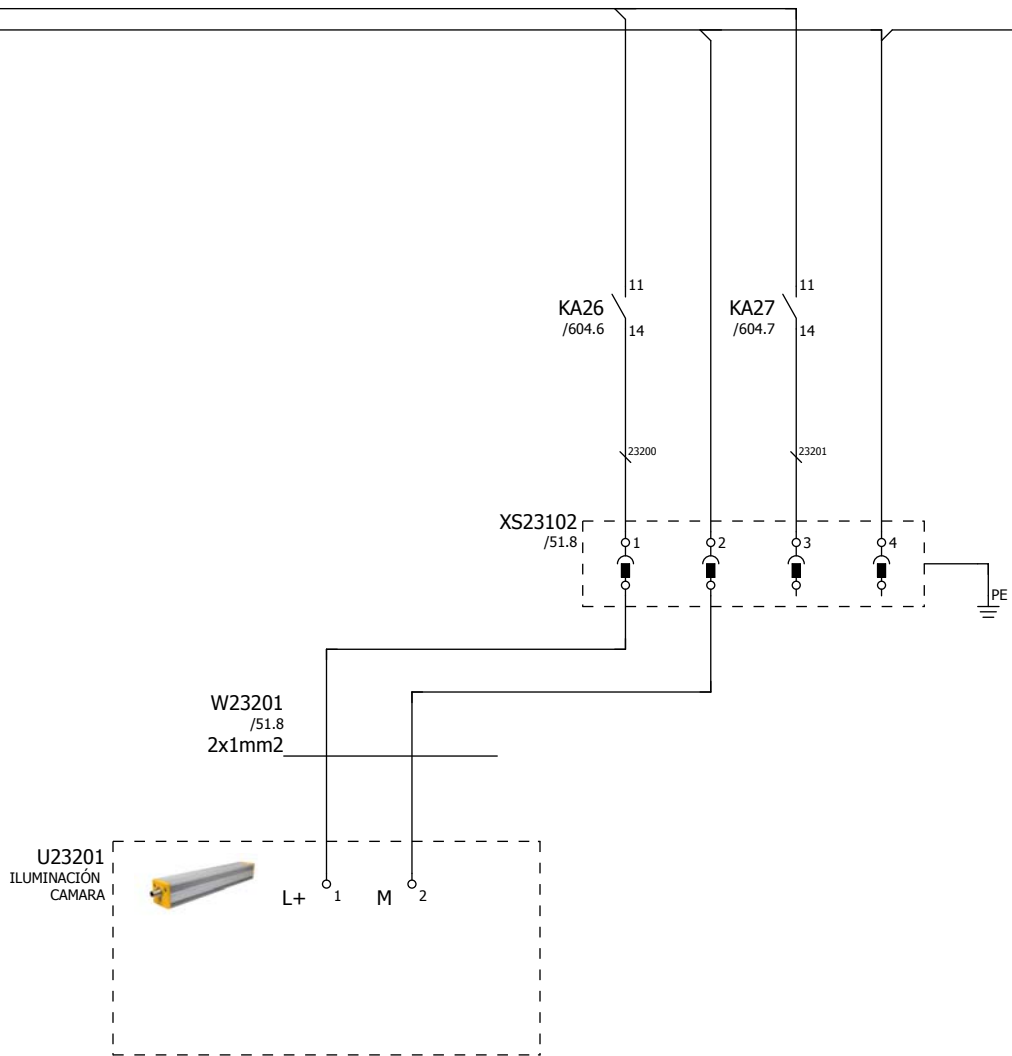 11
11
KA26
KA27
/604.6
14
/604.7
14
23200
23201
XS23102
/51.8
1
2
3
4
PE
W23201
/51.8
2x1mm2
U23201
ILUMINACIÓN
CAMARA
L+
1
M
2